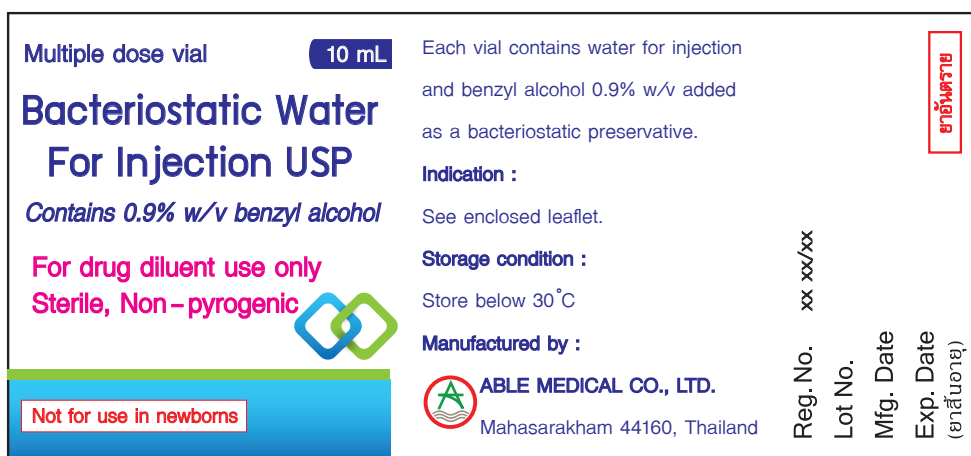 Multiple dose vial
10 mL
Bacteriostatic Water
For Injection USP
Contains 0.9% w/v benzyl alcohol
For drug diluent use only
Sterile, Non-pyrogenic
Not for use in newborns
Each vial contains water for injection
and benzyl alcohol 0.9% w/v added
as a bacteriostatic preservative.
Indication :
See enclosed leaflet.
Storage condition :
Store below 30°C
Manufactured by :
ABLE MEDICAL CO., LTD.
Mahasarakham 44160, Thailand
ยาอันตราย
Reg. No. xx xx/xx
Lot No.
Mfg. Date
Exp. Date
(ยาสิ้นอายุ)